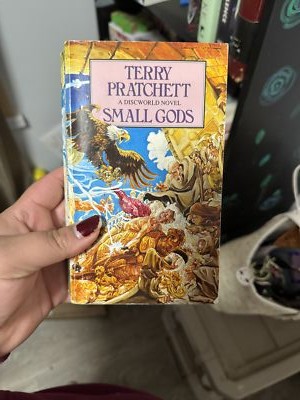 TERRY
PRATCHETT
A DISCWORLD NOVEL
SMALL GODS